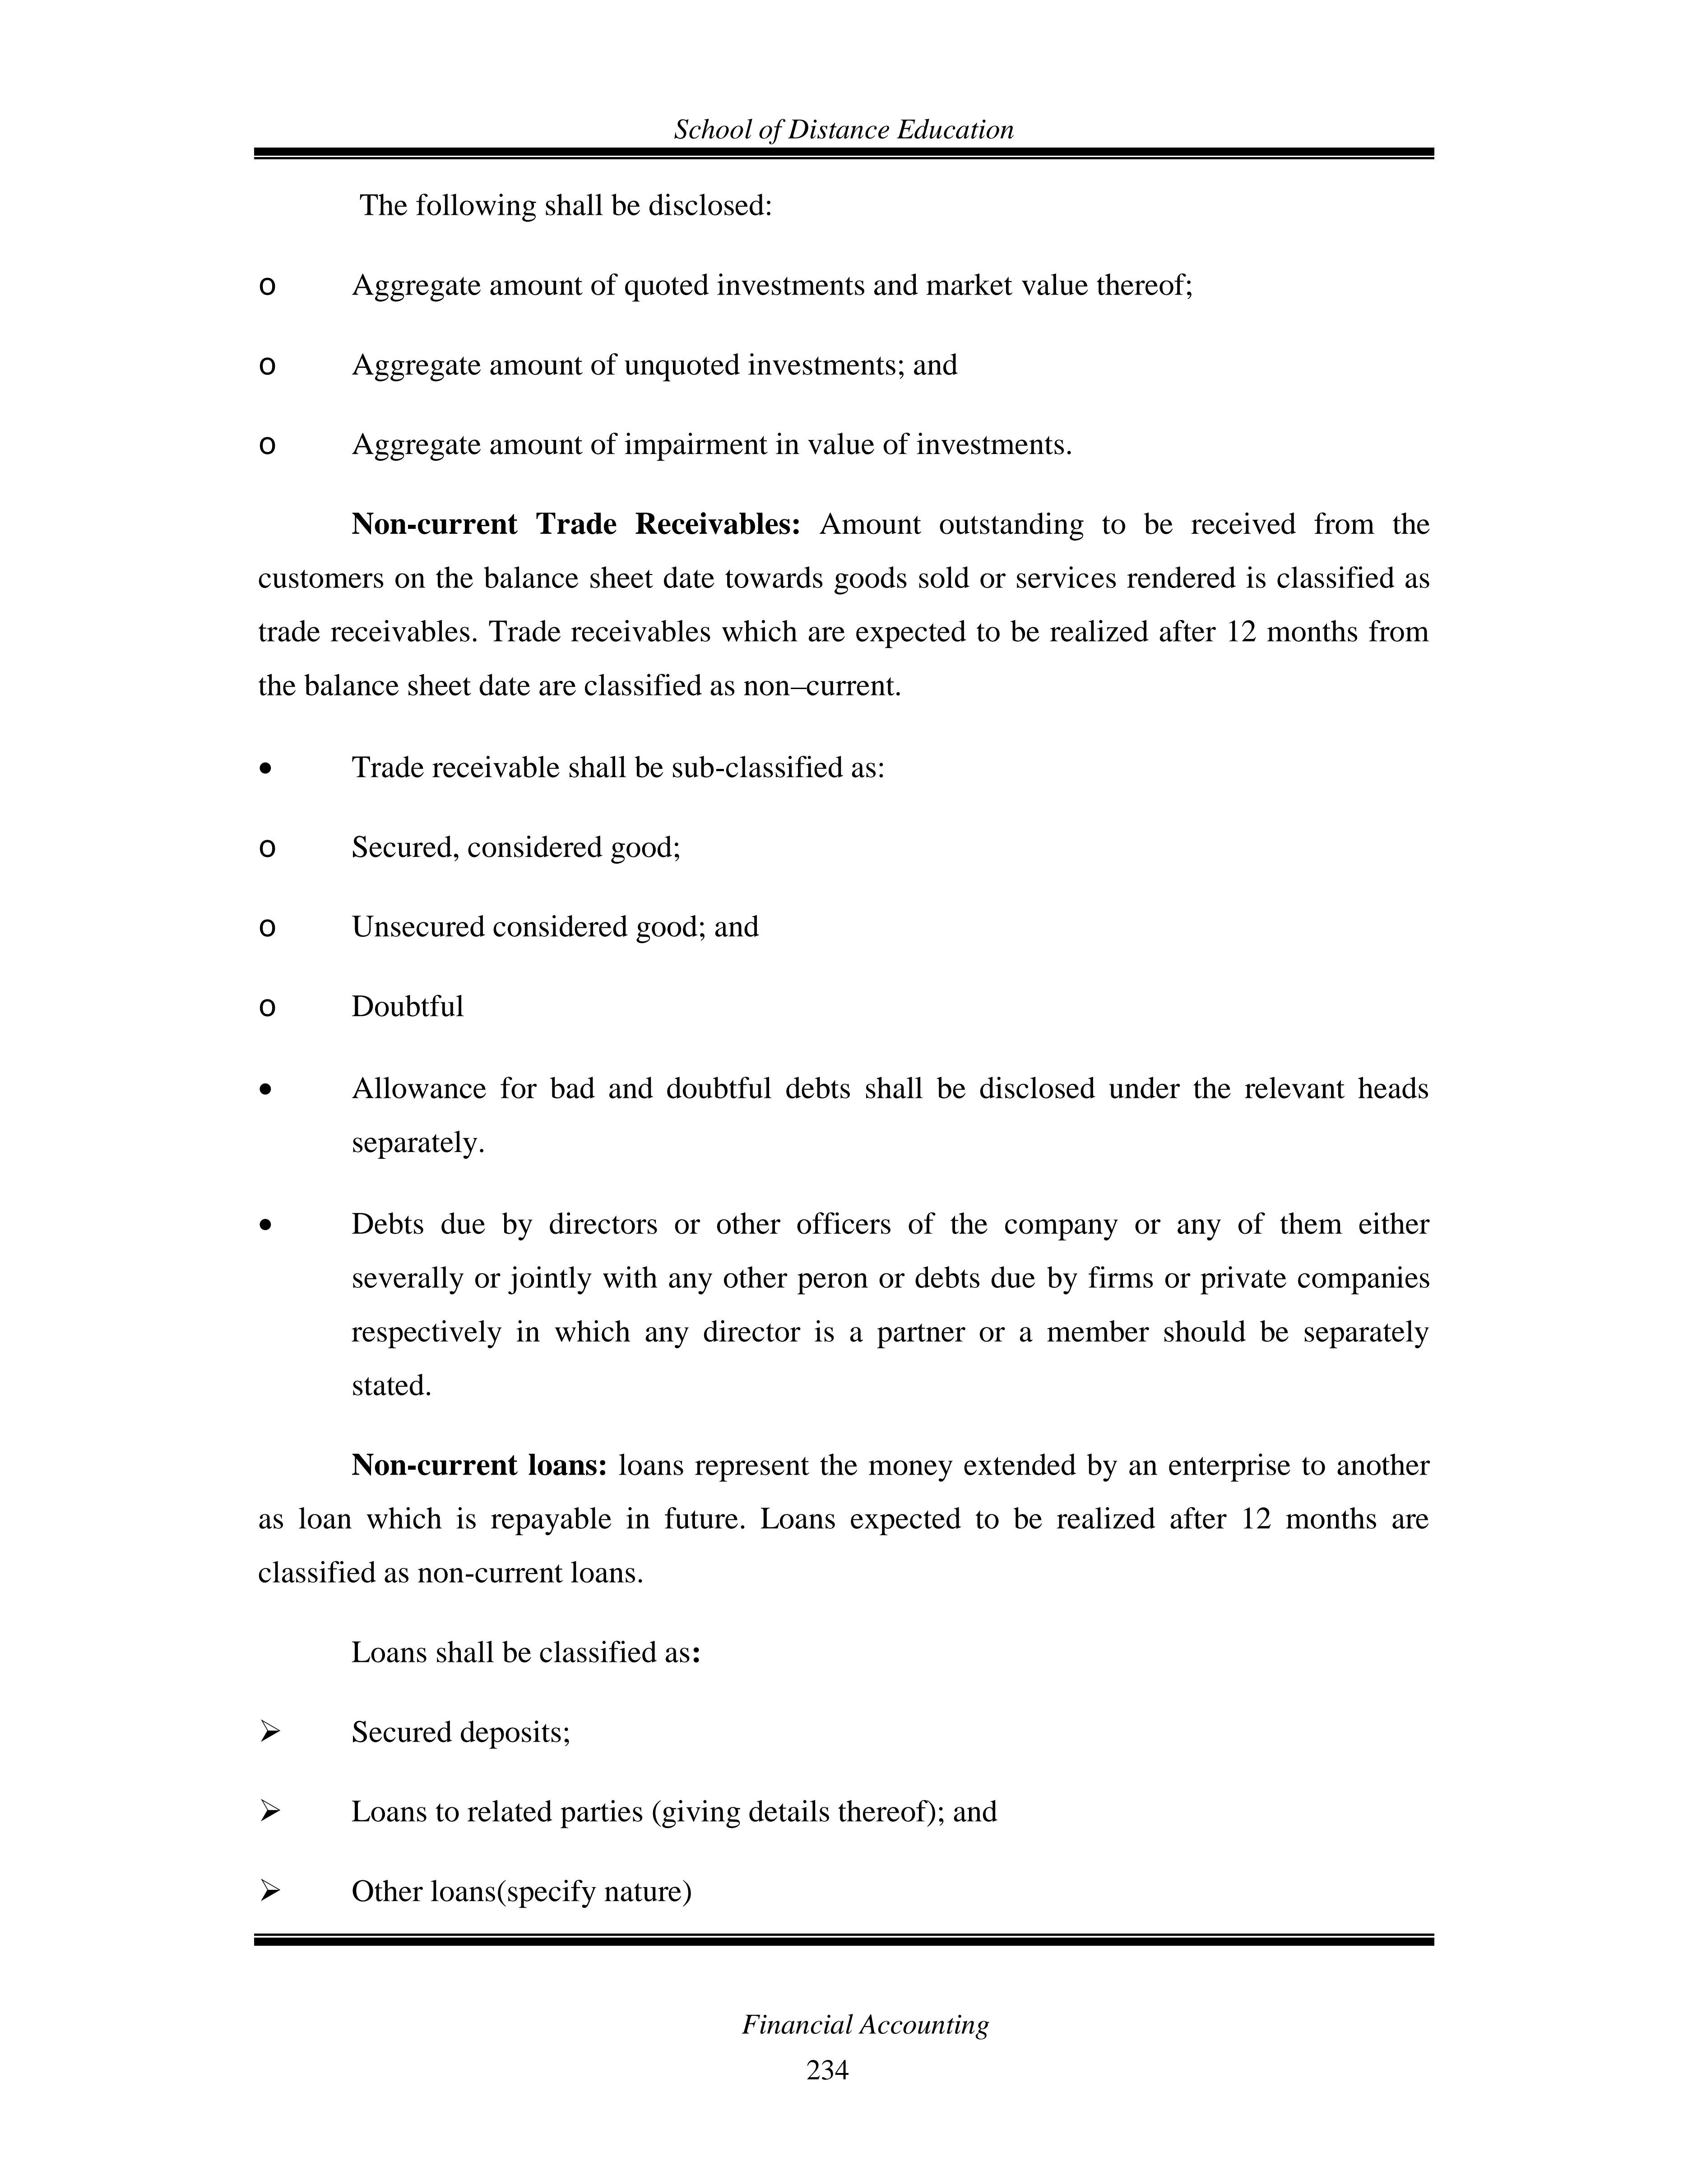 School of Distance Education
The following shall be disclosed:
o Aggregate amount of quoted investments and market value thereof;
o Aggregate amount of unquoted investments; and
o Aggregate amount of impairment in value of investments.
Non-current Trade Receivables: Amount outstanding to be received from the
customers on the balance sheet date towards goods sold or services rendered is classified as
trade receivables. Trade receivables which are expected to be realized after 12 months from
the balance sheet date are classified as non–current.
• Trade receivable shall be sub-classified as:
o Secured, considered good;
o Unsecured considered good; and
o Doubtful
• Allowance for bad and doubtful debts shall be disclosed under the relevant heads
separately.
• Debts due by directors or other officers of the company or any of them either
severally or jointly with any other peron or debts due by firms or private companies
respectively in which any director is a partner or a member should be separately
stated.
Non-current loans: loans represent the money extended by an enterprise to another
as loan which is repayable in future. Loans expected to be realized after 12 months are
classified as non-current loans.
Loans shall be classified as:
➢ Secured deposits;
➢ Loans to related parties (giving details thereof); and
➢ Other loans(specify nature)
Financial Accounting
234